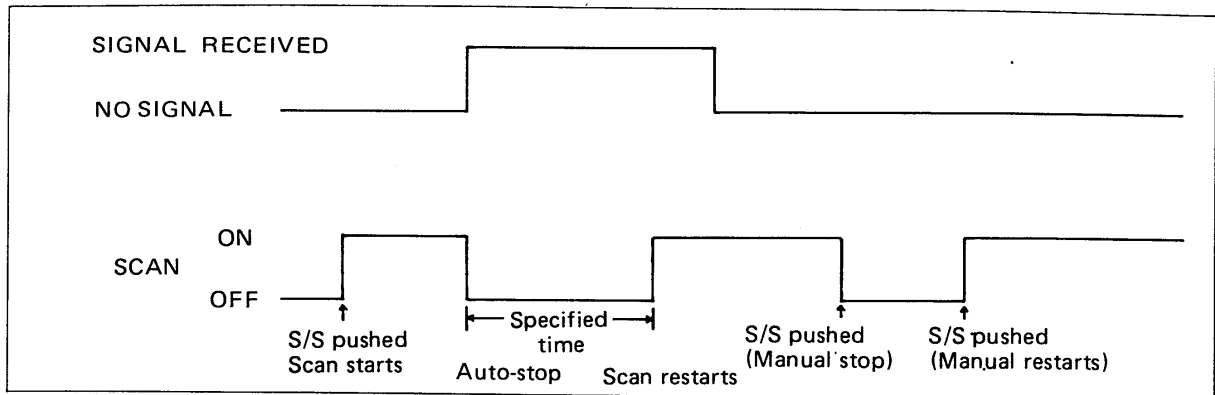 SIGNAL RECEIVED
NO SIGNAL
ON
SCAN
OFF
S/S pushed
Scan starts
Specified
time
Auto-stop
Scan restarts
S/S pushed
(Manual stop)
S/S pushed
(Manual restarts)